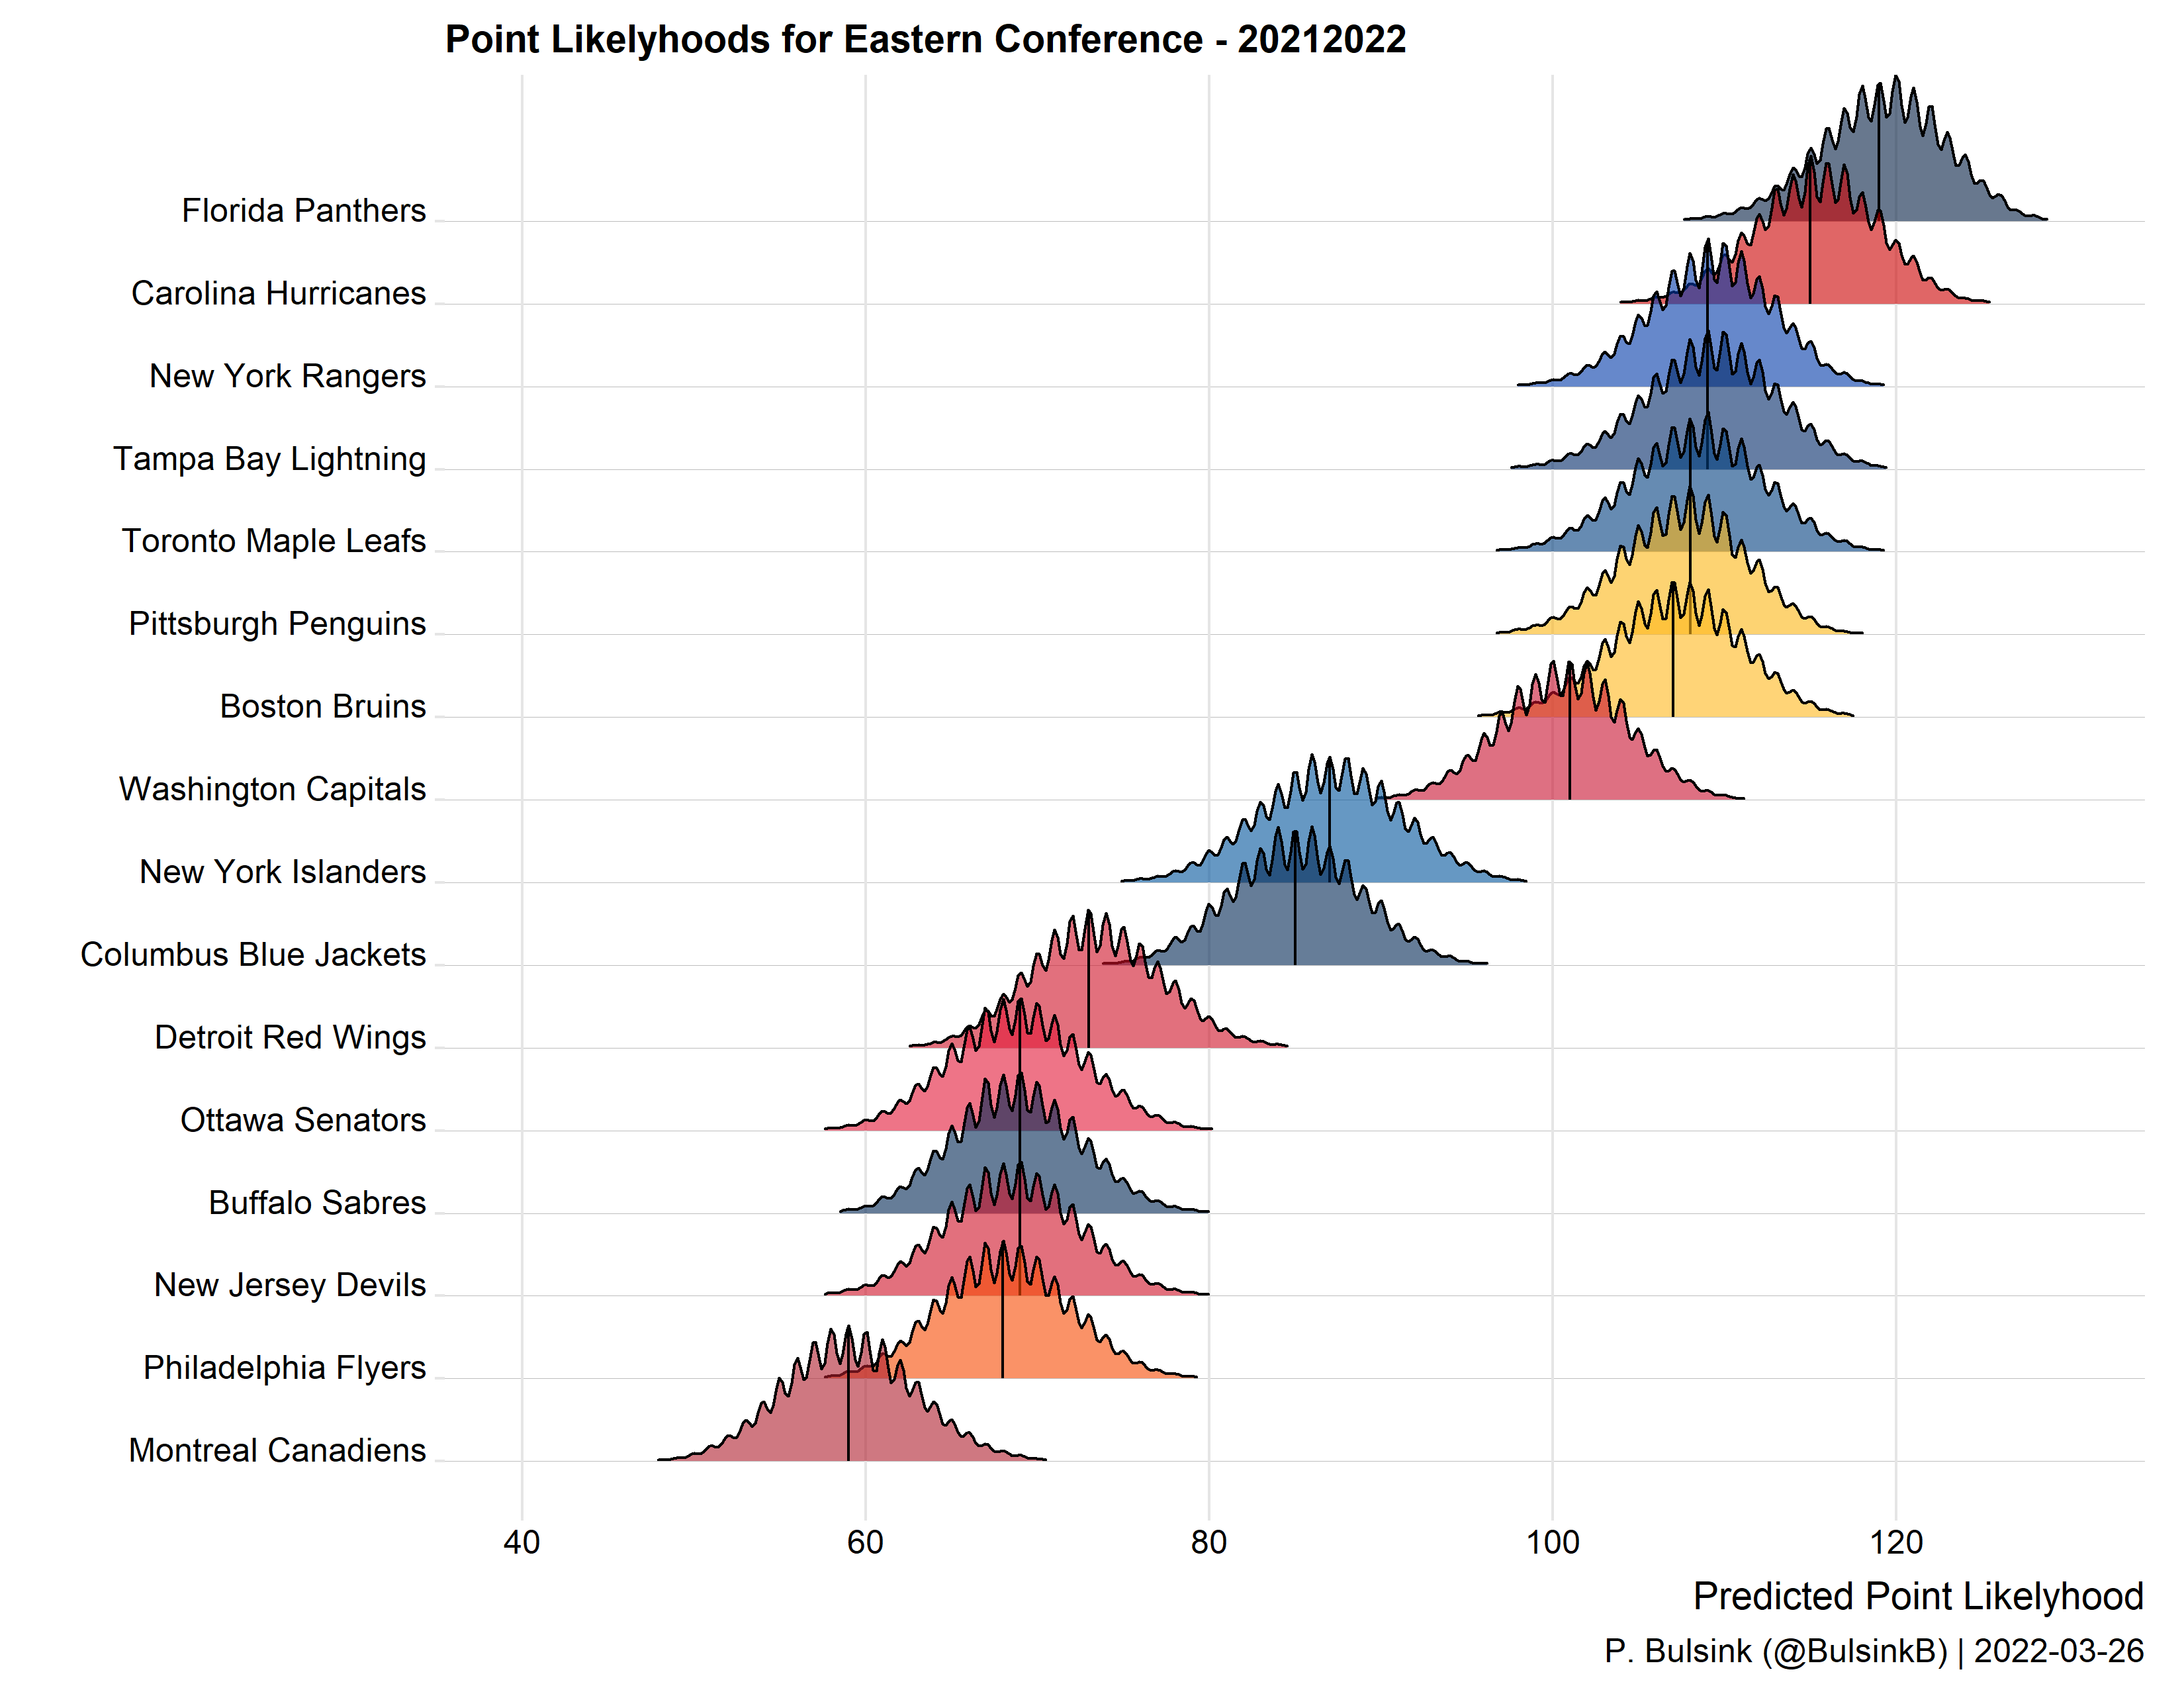 Point Likelyhoods for Eastern Conference - 20212022
Florida Panthers
Carolina Hurricanes
New York Rangers
Tampa Bay Lightning
Toronto Maple Leafs
Pittsburgh Penguins
Boston Bruins
Washington Capitals
New York Islanders
Columbus Blue Jackets
Detroit Red Wings
Ottawa Senators
Buffalo Sabres
New Jersey Devils
Philadelphia Flyers
Montreal Canadiens
40 60 80 100 120
Predicted Point Likelyhood
P. Bulsink (@BulsinkB) | 2022-03-26